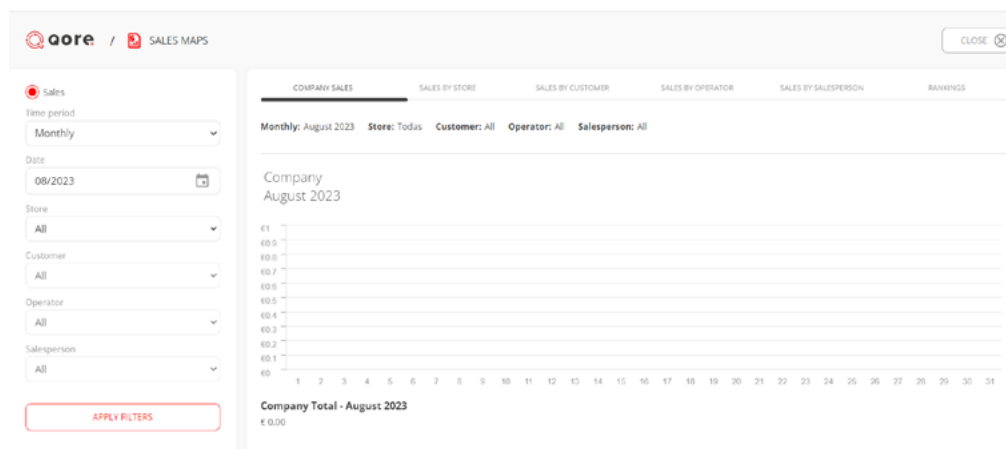 Qore / SALES MAPS
CLOSE
Sales
Time period
Monthly
Date
08/2023
Store
All
Customer
All
Operator
All
Salesperson
All
APPLY FILTERS
COMPANY SALES SALES BY STORE SALES BY CUSTOMER SALES BY OPERATOR SALES BY SALESPERSON RANKINGS
Monthly: August 2023 Store: Todas Customer: All Operator: All Salesperson: All
Company
August 2023
€1
€0.9
€0.8
€0.7
€0.6
€0.5
€0.4
€0.3
€0.2
€0.1
€0
1 2 3 4 5 6 7 8 9 10 11 12 13 14 15 16 17 18 19 20 21 22 23 24 25 26 27 28 29 30 31
Company Total - August 2023
€ 0.00